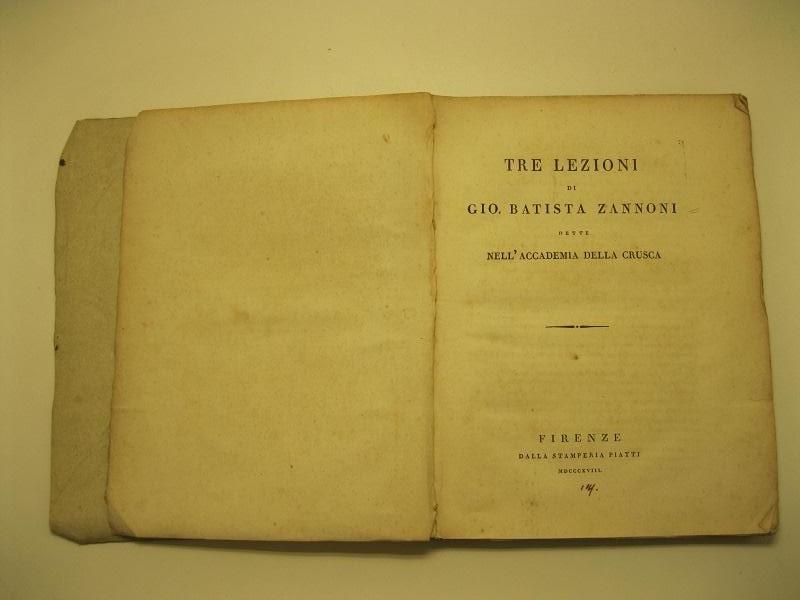 TRE LEZIONI
DI
GIO. BATISTA ZANNONI
DETTE
NELL'ACCADEMIA DELLA CRUSCA
FIRENZE
DALLA STAMPERIA PIATTI
MDCCCXVIII.